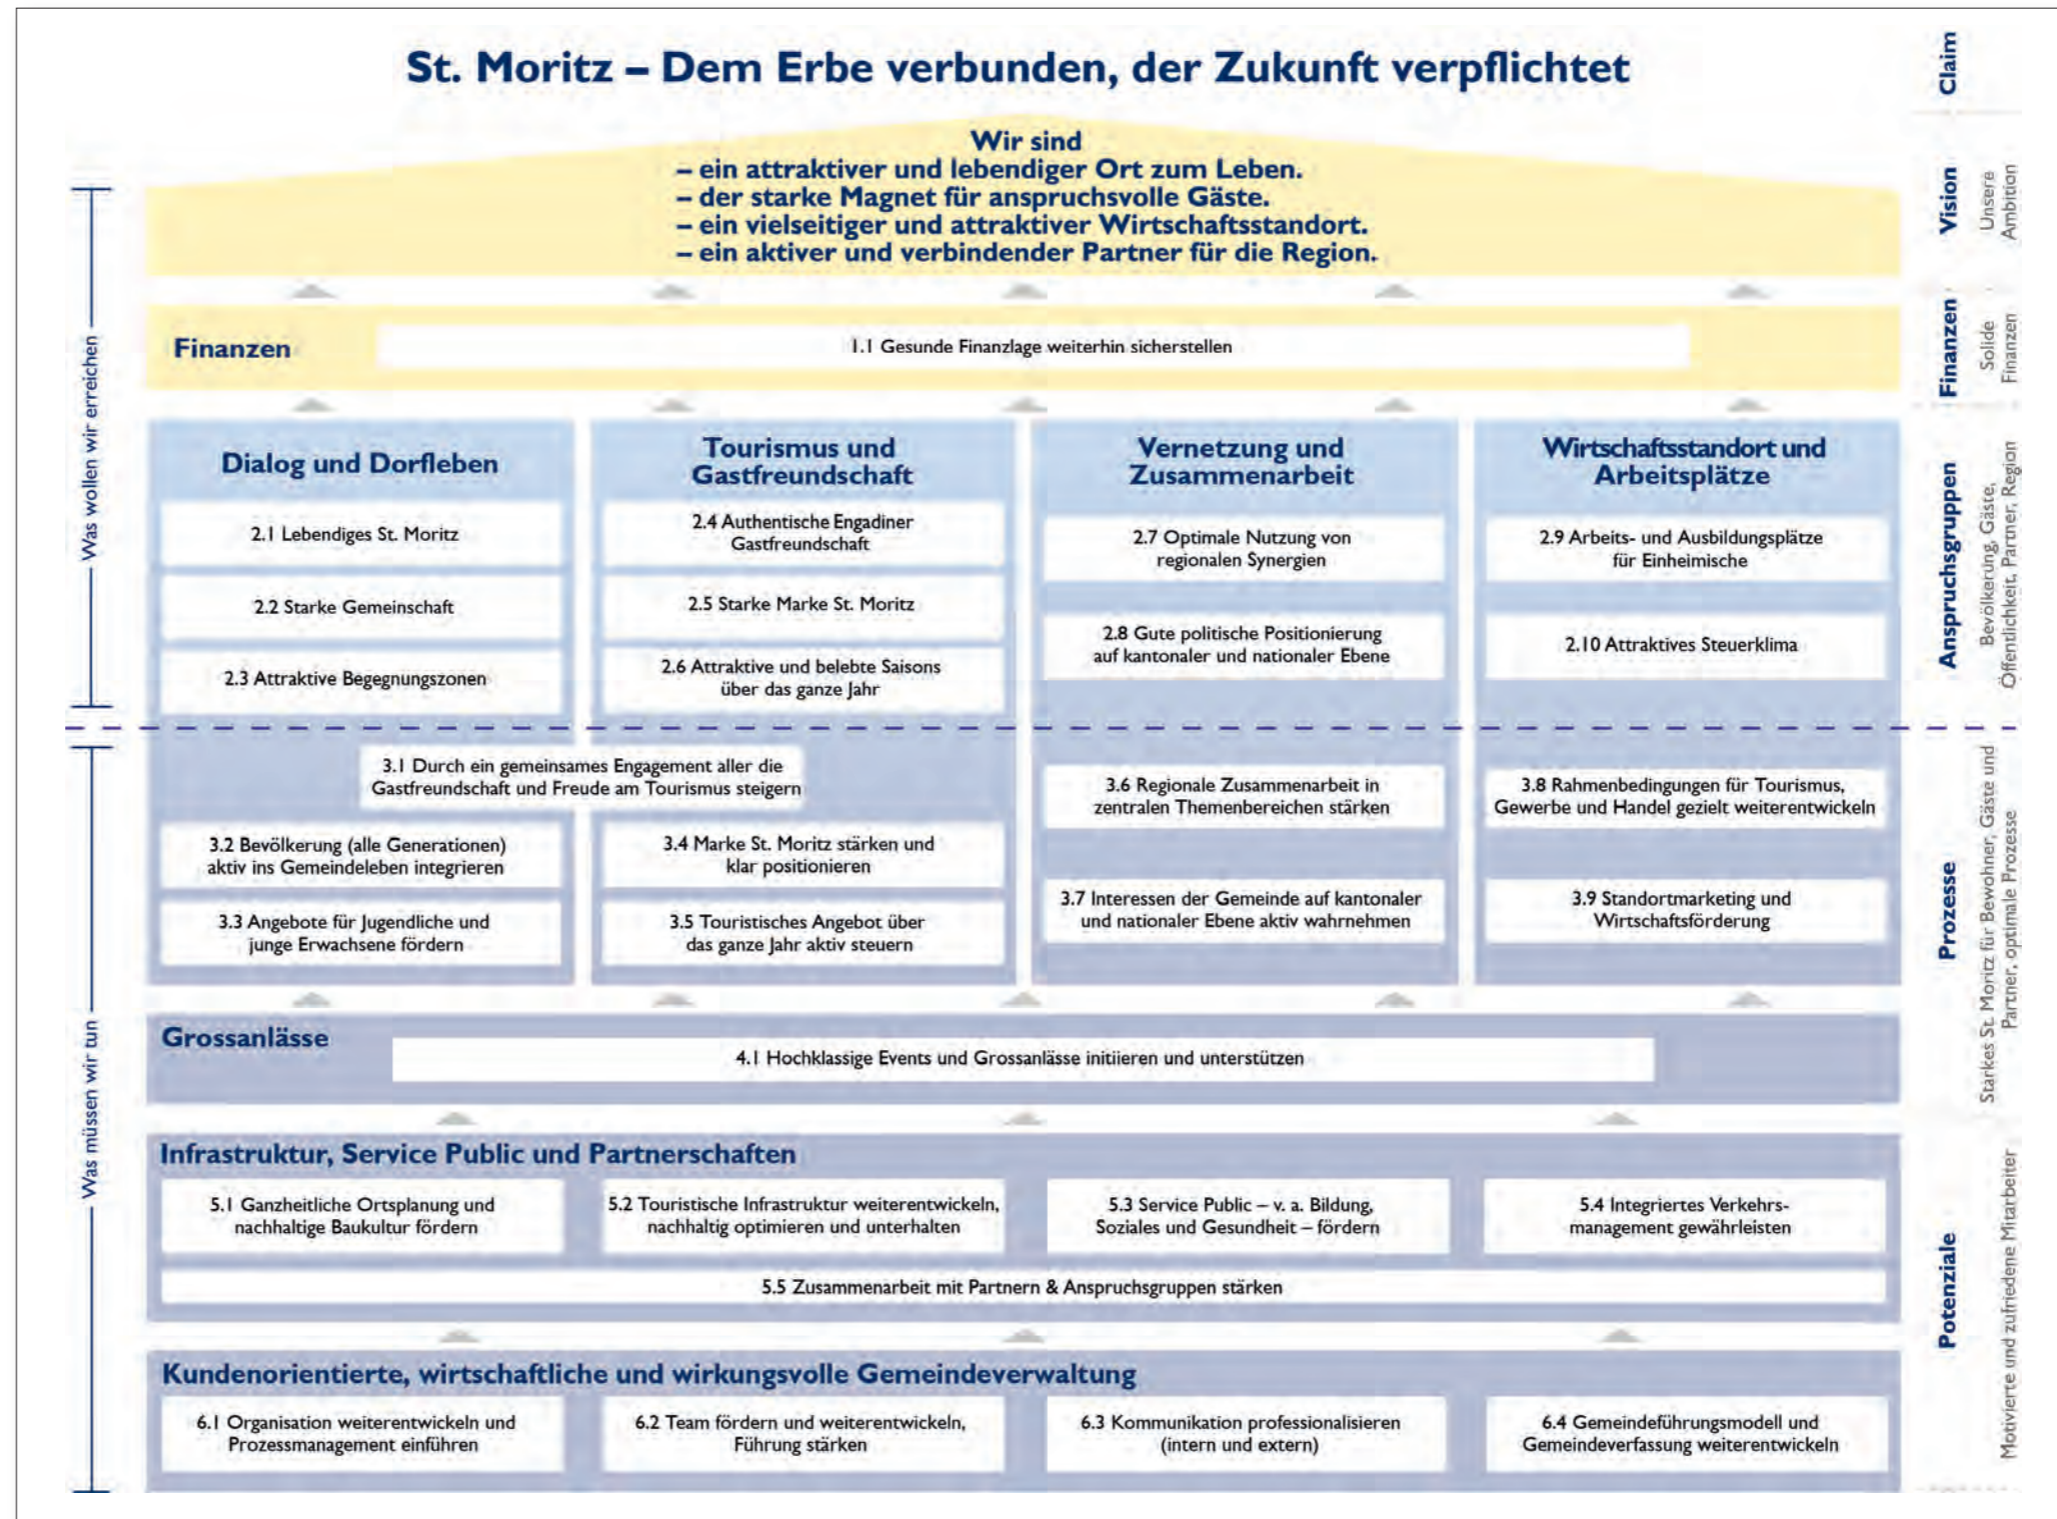 St. Moritz – Dem Erbe verbunden, der Zukunft verpflichtet
Claim
Wir sind
– ein attraktiver und lebendiger Ort zum Leben.
– der starke Magnet für anspruchsvolle Gäste.
– ein vielseitiger und attraktiver Wirtschaftsstandort.
– ein aktiver und verbindender Partner für die Region.
Vision
Unsere
Ambition
Was wollen wir erreichen
Finanzen
1.1 Gesunde Finanzlage weiterhin sicherstellen
Finanzen
Solide
Finanzen
Dialog und Dorfleben
2.1 Lebendiges St. Moritz
2.2 Starke Gemeinschaft
2.3 Attraktive Begegnungszonen
Tourismus und
Gastfreundschaft
2.4 Authentische Engadiner
Gastfreundschaft
2.5 Starke Marke St. Moritz
2.6 Attraktive und belebte Saisons
über das ganze Jahr
Vernetzung und
Zusammenarbeit
2.7 Optimale Nutzung von
regionalen Synergien
2.8 Gute politische Positionierung
auf kantonaler und nationaler Ebene
Wirtschaftsstandort und
Arbeitsplätze
2.9 Arbeits- und Ausbildungsplätze
für Einheimische
2.10 Attraktives Steuerklima
Anspruchsgruppen
Bevölkerung, Gäste,
Öffentlichkeit, Partner, Region
Was müssen wir tun
3.1 Durch ein gemeinsames Engagement aller die
Gastfreundschaft und Freude am Tourismus steigern
3.2 Bevölkerung (alle Generationen)
aktiv ins Gemeindeleben integrieren
3.3 Angebote für Jugendliche und
junge Erwachsene fördern
3.4 Marke St. Moritz stärken und
klar positionieren
3.5 Touristisches Angebot über
das ganze Jahr aktiv steuern
3.6 Regionale Zusammenarbeit in
zentralen Themenbereichen stärken
3.7 Interessen der Gemeinde auf kantonaler
und nationaler Ebene aktiv wahrnehmen
3.8 Rahmenbedingungen für Tourismus,
Gewerbe und Handel gezielt weiterentwickeln
3.9 Standortmarketing und
Wirtschaftsförderung
Prozesse
Starkes St. Moritz für Bewohner, Gäste und
Partner, optimale Prozesse
Grossanlässe
4.1 Hochklassige Events und Grossanlässe initiieren und unterstützen
Infrastruktur, Service Public und Partnerschaften
5.1 Ganzheitliche Ortsplanung und
nachhaltige Baukultur fördern
5.2 Touristische Infrastruktur weiterentwickeln,
nachhaltig optimieren und unterhalten
5.3 Service Public – v. a. Bildung,
Soziales und Gesundheit – fördern
5.4 Integriertes Verkehrs-
management gewährleisten
5.5 Zusammenarbeit mit Partnern & Anspruchsgruppen stärken
Potenziale
Motivierte und zufriedene Mitarbeiter
Kundenorientierte, wirtschaftliche und wirkungsvolle Gemeindeverwaltung
6.1 Organisation weiterentwickeln und
Prozessmanagement einführen
6.2 Team fördern und weiterentwickeln,
Führung stärken
6.3 Kommunikation professionalisieren
(intern und extern)
6.4 Gemeindeführungsmodell und
Gemeindeverfassung weiterentwickeln